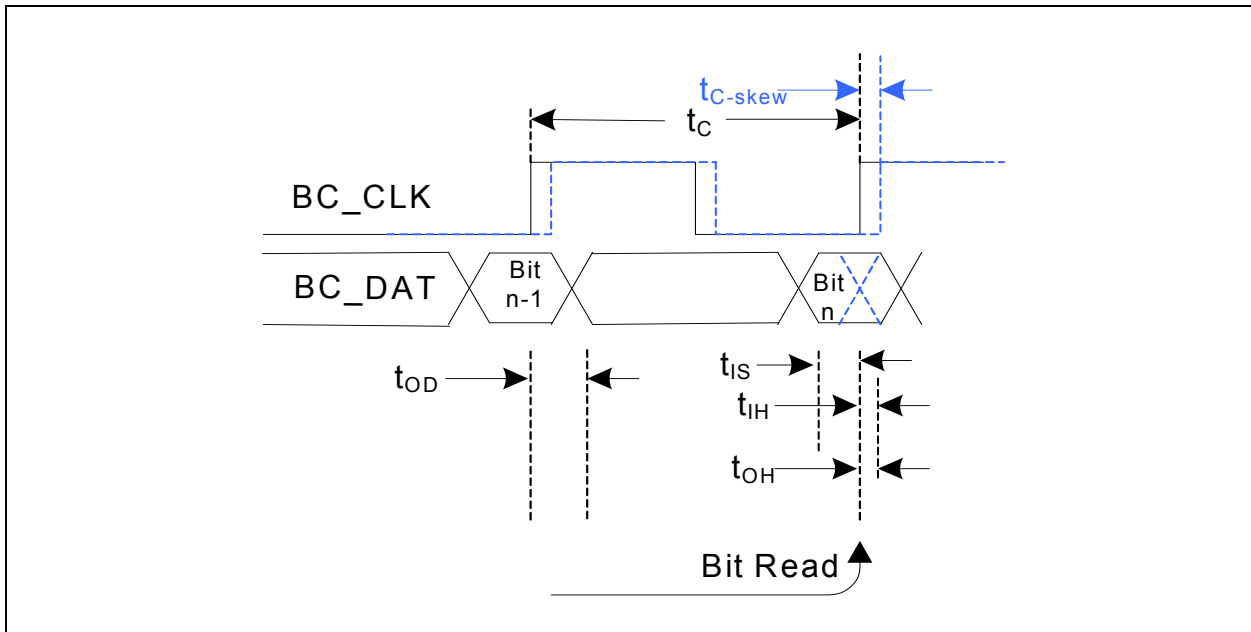 tC-skew
tC
BC_CLK
BC_DAT
Bit
n-1
Bit
n
tOD
tIS
tIH
tOH
Bit Read